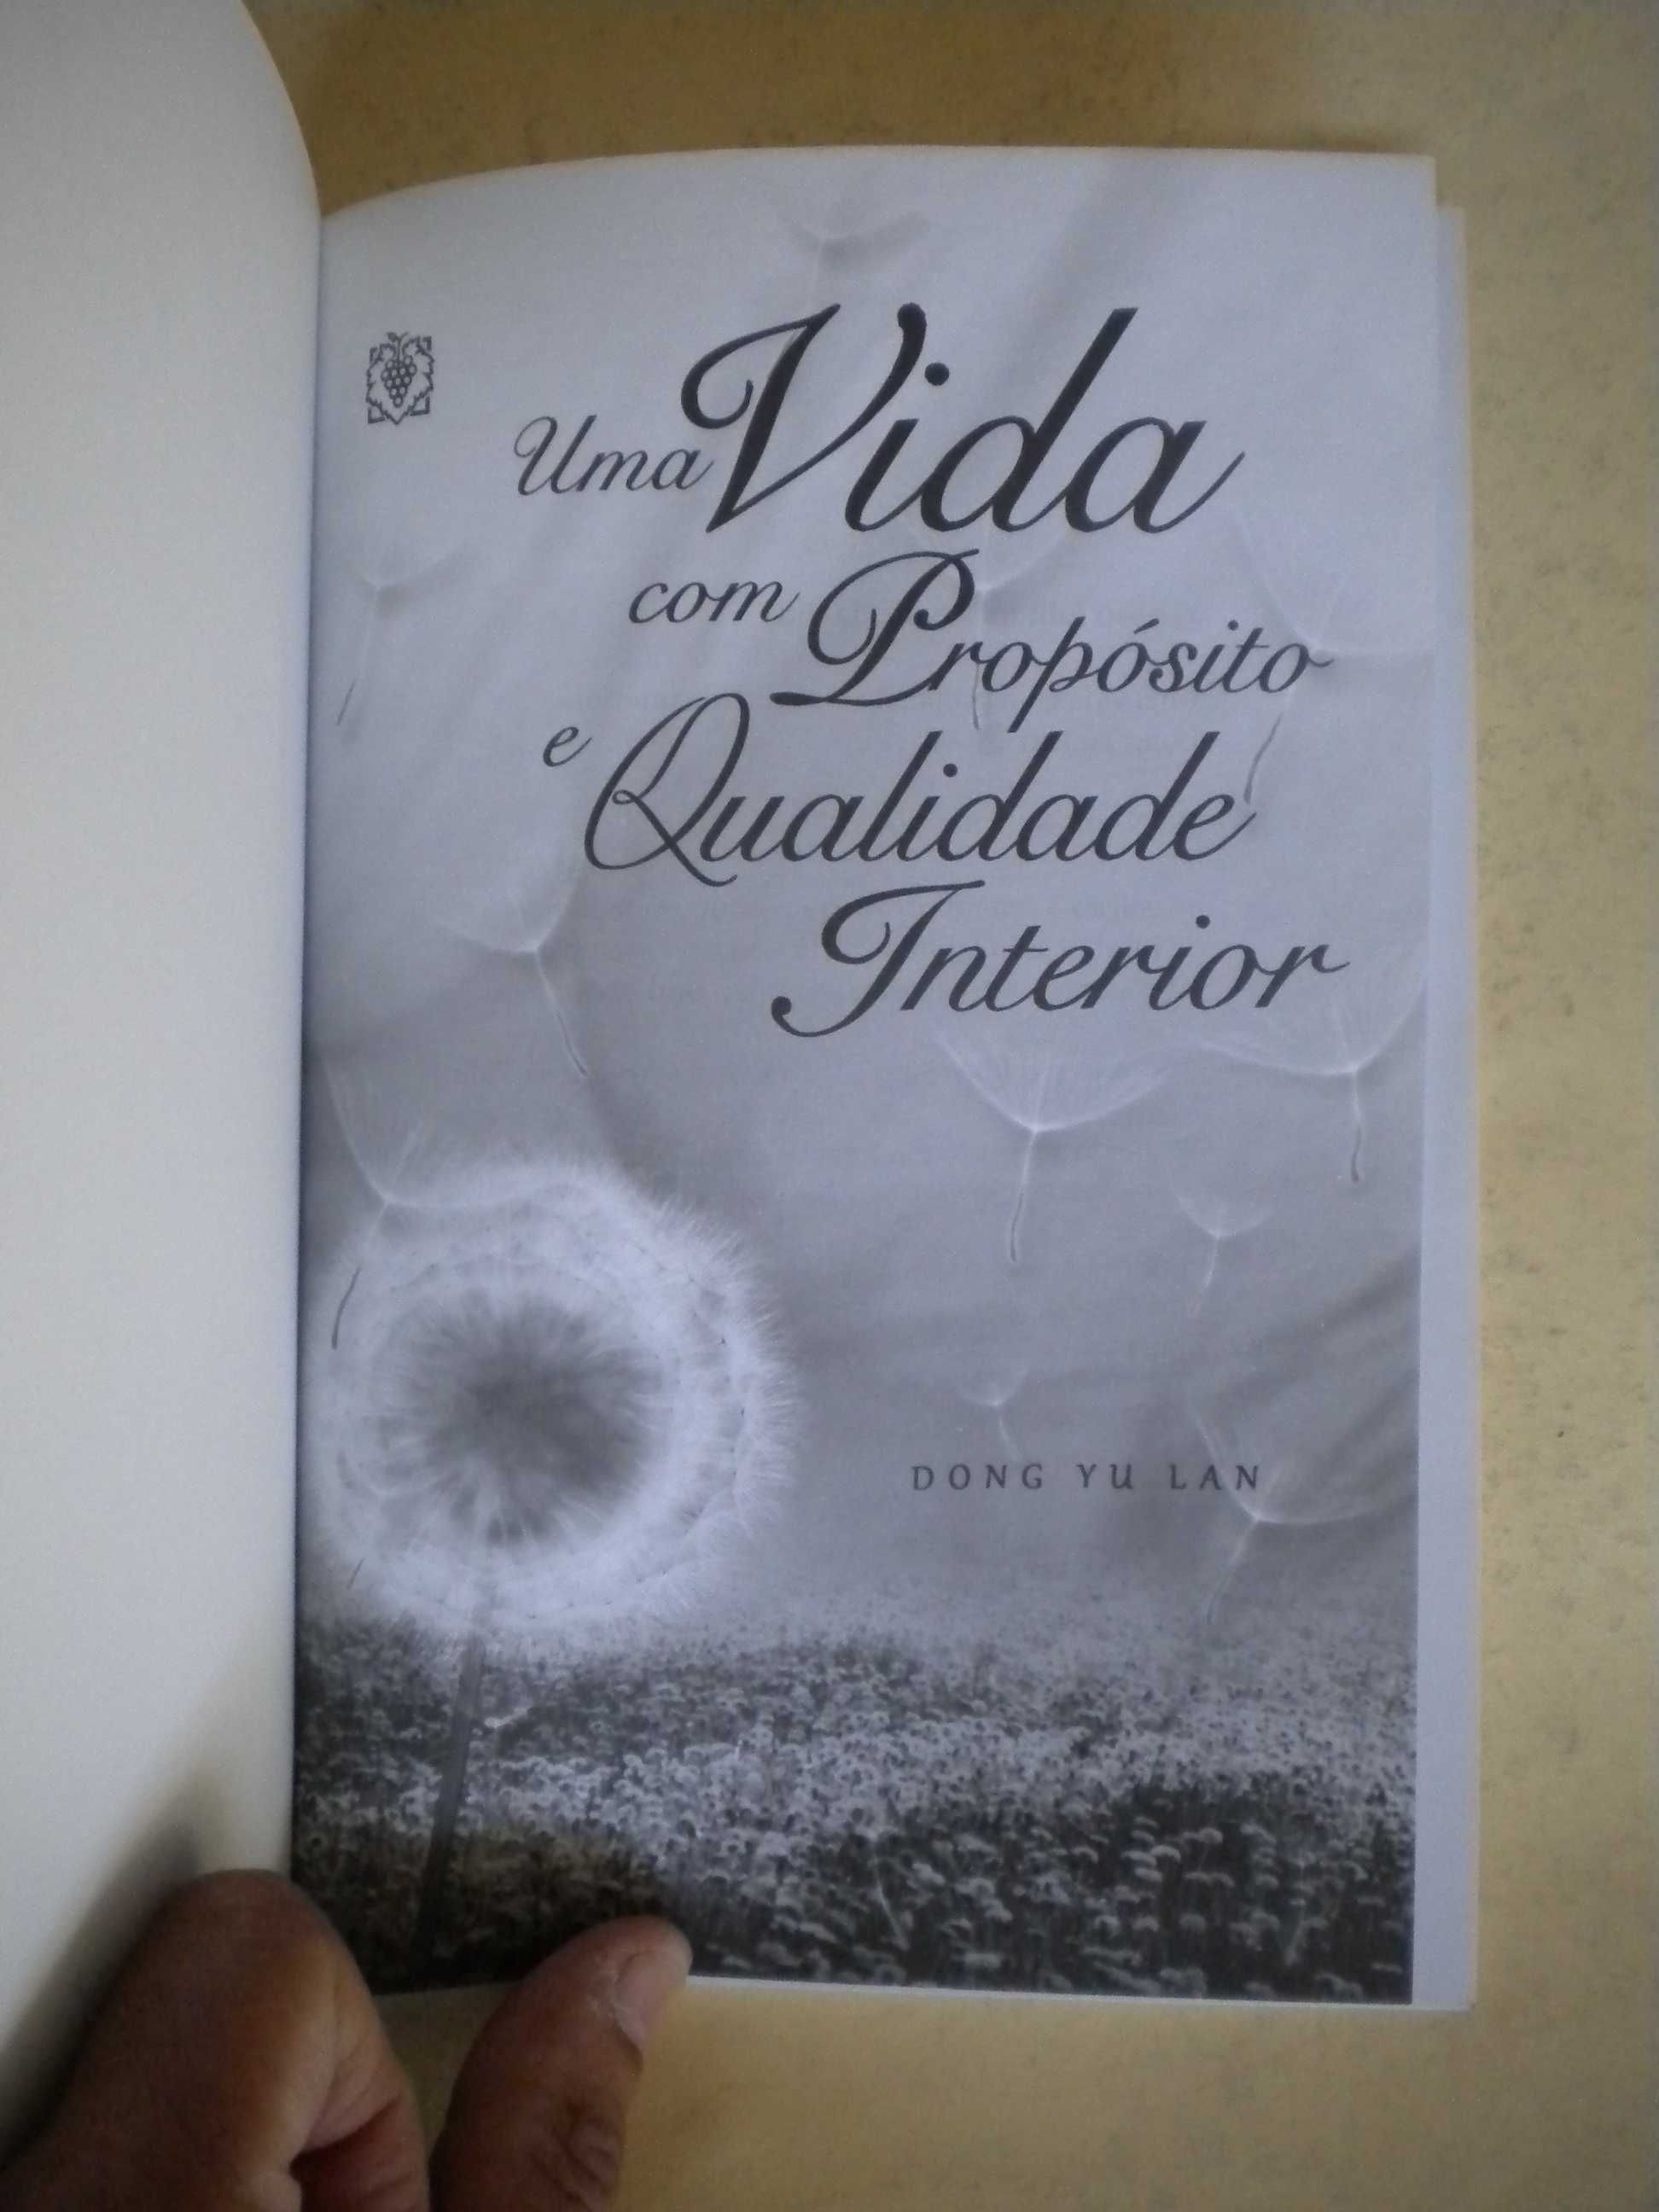 Uma Vida
com Propósito
e Qualidade
Interior
DONG YU LAN